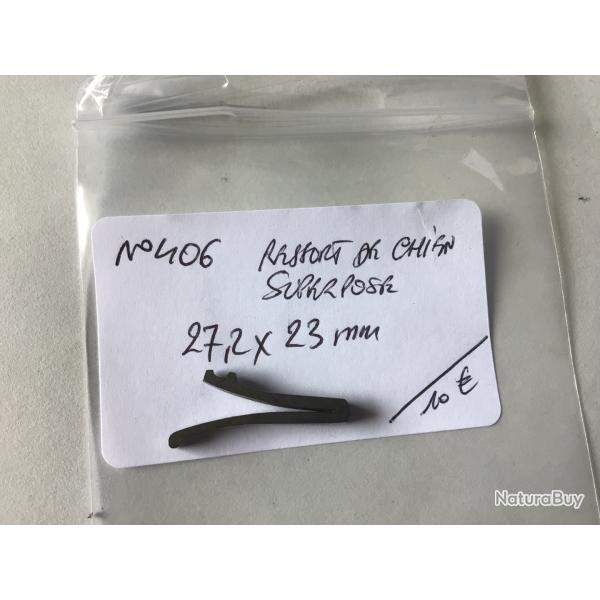 N°406 RESSORT DE CHIEN
SUPERPOSE
27,2 x 23 mm
10 €
NaturaBuy